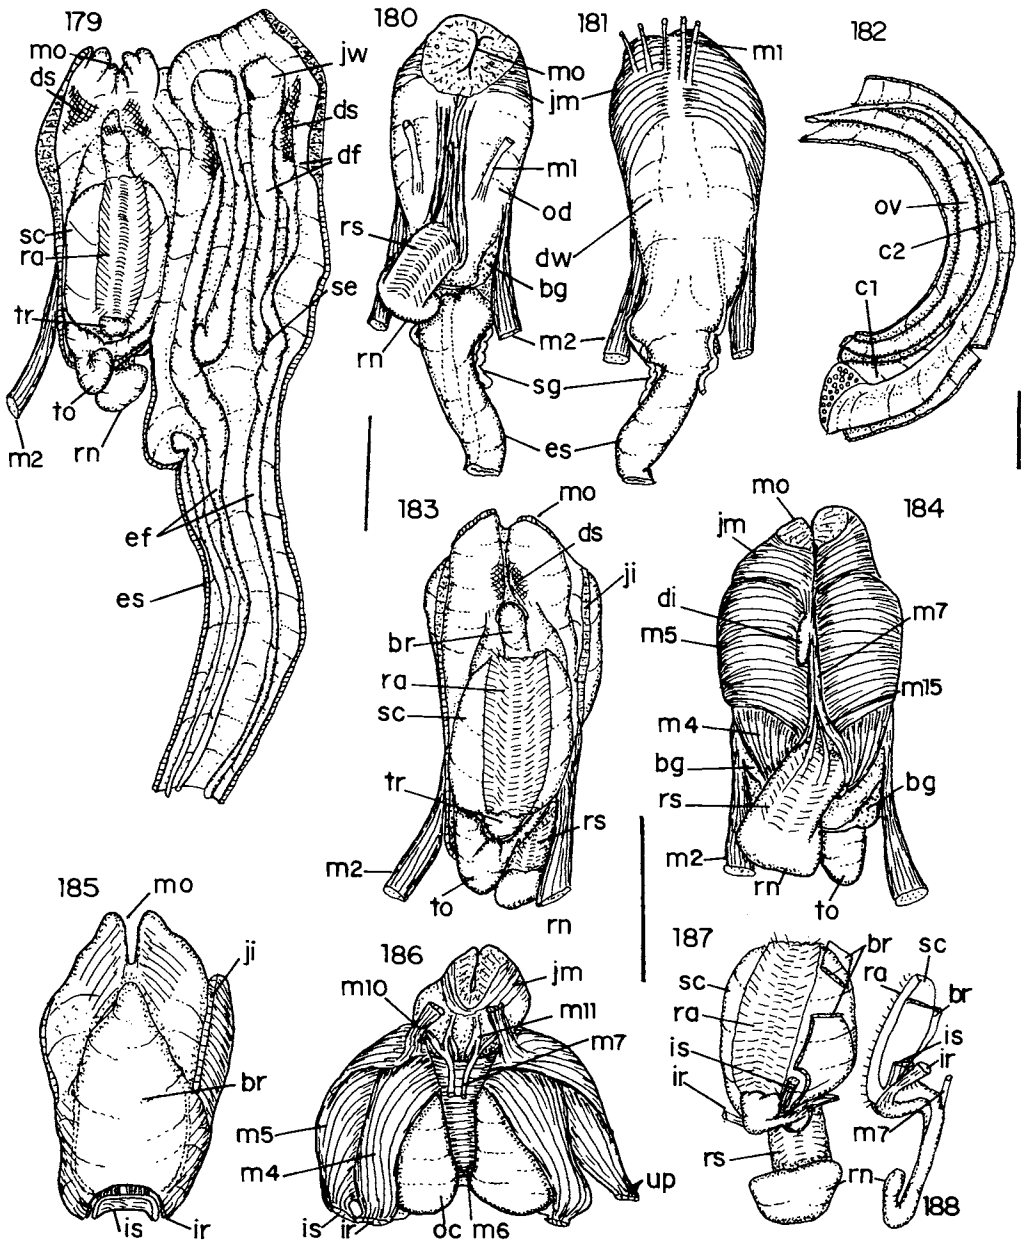 179
mo
ds
jw
ds
df
sc
ra
tr
se
to
m2
rn
ef
es
180
mo
jm
m1
rs
od
dw
bg
m2
rn
sg
es
181
m1
182
ov
c2
c1
183
mo
ds
ji
br
ra
sc
tr
rs
m2
to
rn
184
mo
jm
di
m5
m7
m15
m4
bg
rs
bg
m2
rn
to
185
mo
ji
br
is
ir
186
jm
m10
m11
m7
m5
m4
up
is
ir
oc
m6
187
br
sc
ra
is
ir
rs
sc
ra
br
is
ir
m7
rn
188